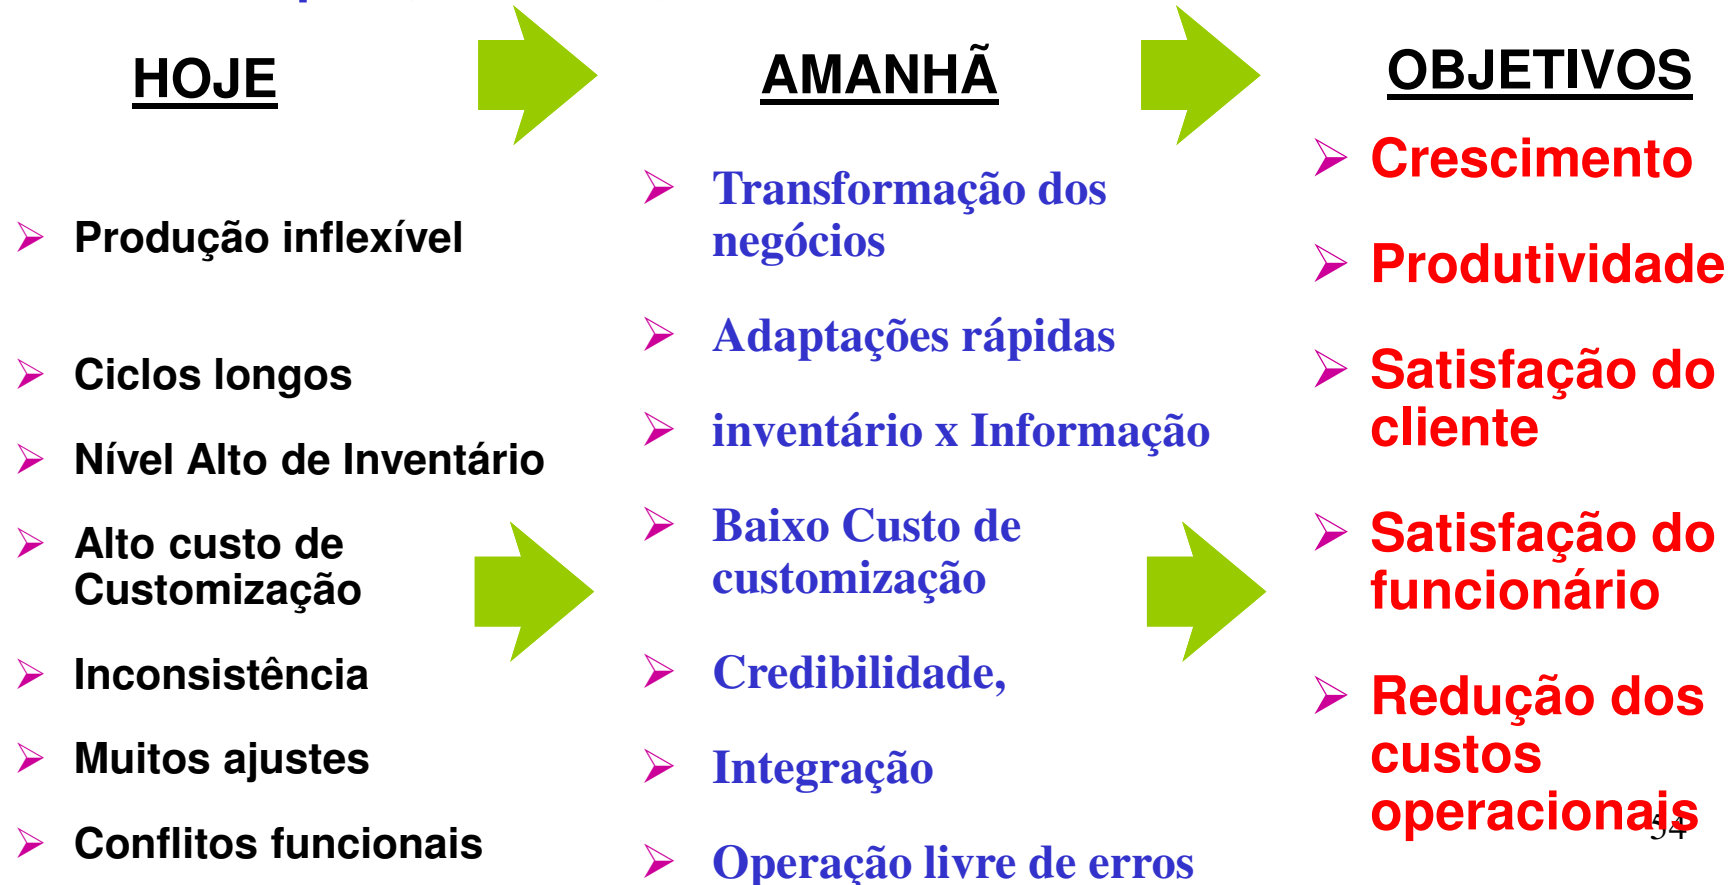 HOJE
Produção inflexível
Ciclos longos
Nível Alto de Inventário
Alto custo de
Customização
Inconsistência
Muitos ajustes
Conflitos funcionais
AMANHÃ
Transformação dos
negócios
Adaptações rápidas
inventário x Informação
Baixo Custo de
customização
Credibilidade,
Integração
Operação livre de erros
OBJETIVOS
Crescimento
Produtividade
Satisfação do
cliente
Satisfação do
funcionário
Redução dos
custos
operacionais
54